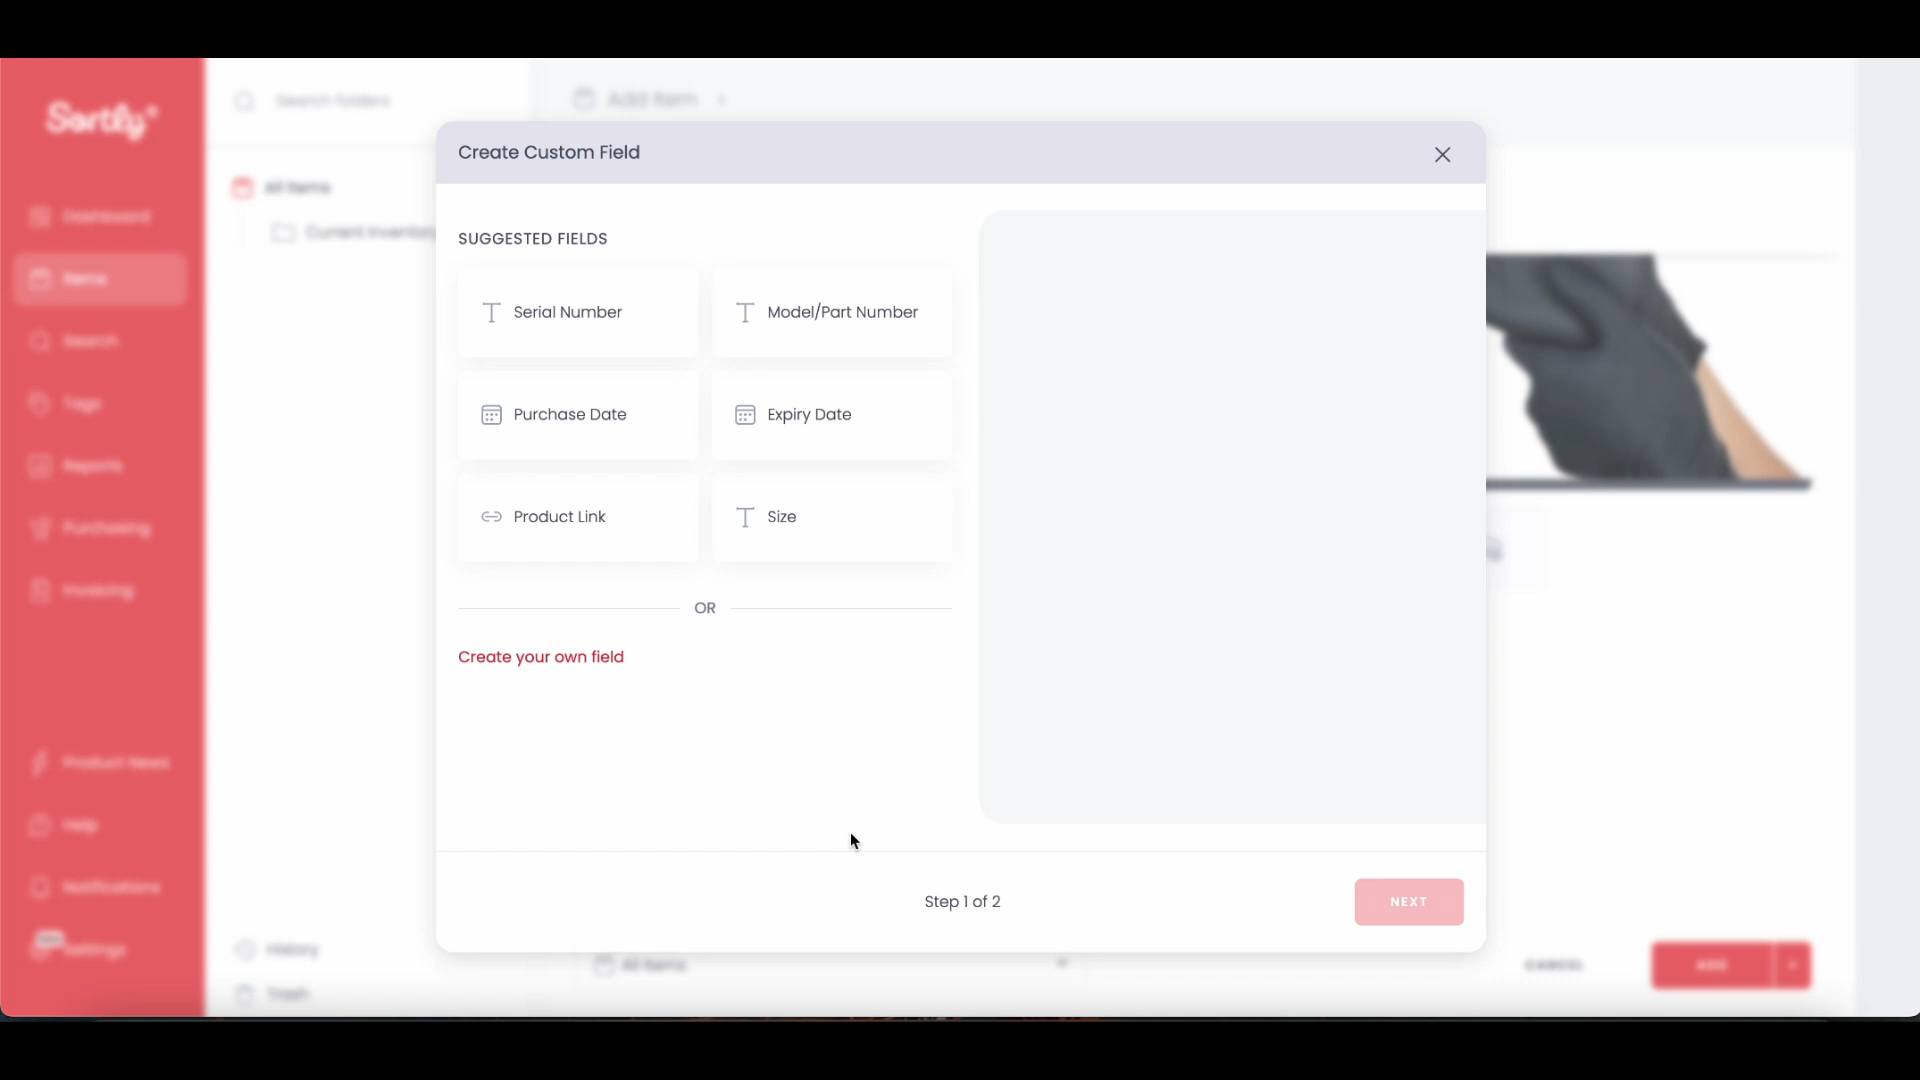 Sortly
Search folders
Add Item
Create Custom Field
All Items
Dashboard
SUGGESTED FIELDS
Current Inventory
Items
Serial Number
Model/Part Number
Search
Tags
Purchase Date
Expiry Date
Reports
Product Link
Size
Purchasing
Invoicing
OR
Create your own field
Product News
Help
Notifications
Step 1 of 2
NEXT
Settings
History
All Items
CANCEL
ADD
Trash